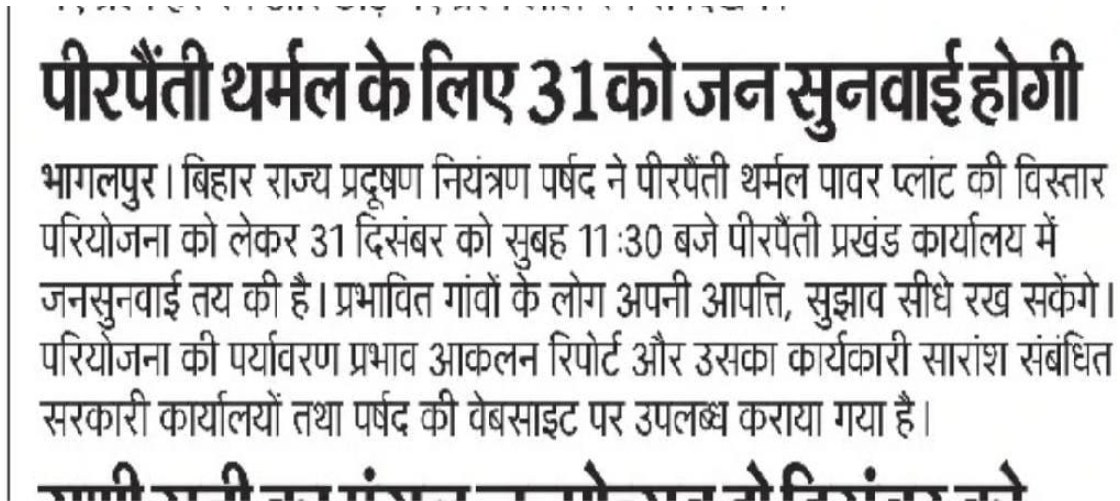 पीरपैंती थर्मल के लिए 31 को जन सुनवाई होगी
भागलपुर। बिहार राज्य प्रदूषण नियंत्रण पर्षद ने पीरपैंती थर्मल पावर प्लांट की विस्तार
परियोजना को लेकर 31 दिसंबर को सुबह 11:30 बजे पीरपैंती प्रखंड कार्यालय में
जनसुनवाई तय की है। प्रभावित गांवों के लोग अपनी आपत्ति, सुझाव सीधे रख सकेंगे।
परियोजना की पर्यावरण प्रभाव आकलन रिपोर्ट और उसका कार्यकारी सारांश संबंधित
सरकारी कार्यालयों तथा पर्षद की वेबसाइट पर उपलब्ध कराया गया है।